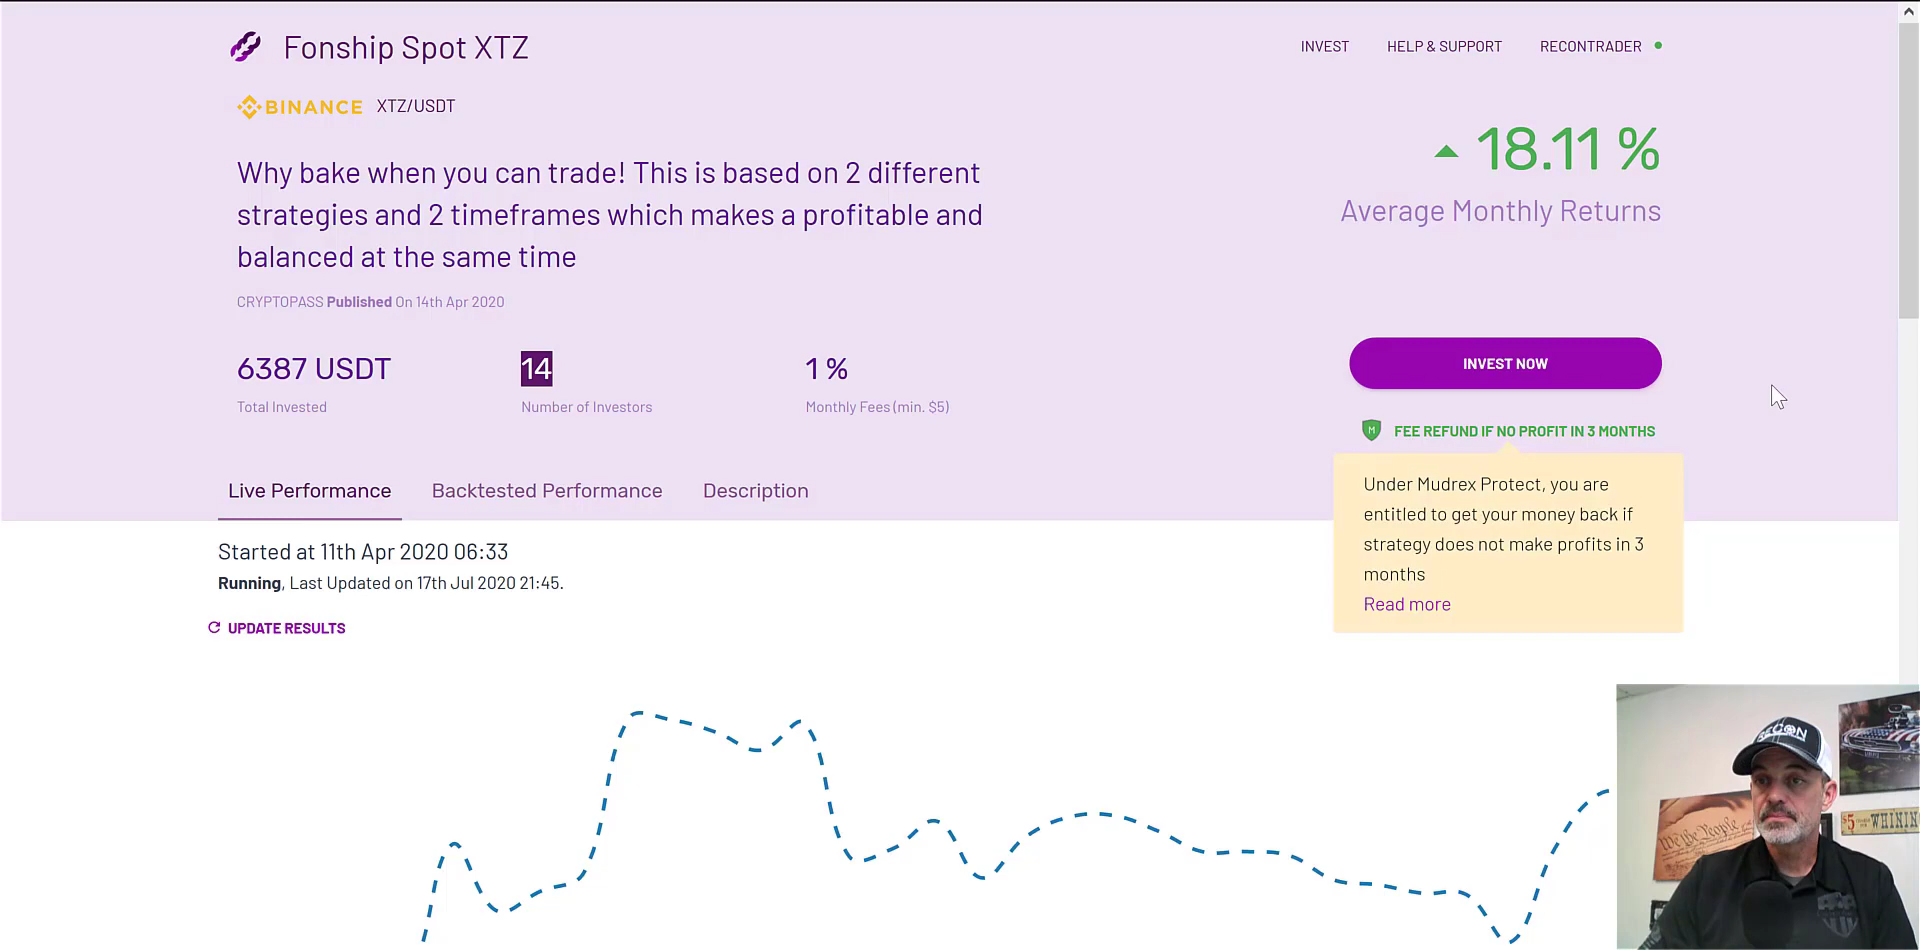 Fonship Spot XTZ
INVEST
HELP & SUPPORT
RECONTRADER
BINANCE XTZ/USDT
18.11 %
Average Monthly Returns
Why bake when you can trade! This is based on 2 different
strategies and 2 timeframes which makes a profitable and
balanced at the same time
CRYPTOPASS Published On 14th Apr 2020
6387 USDT
Total Invested
14
Number of Investors
1 %
Monthly Fees (min. $5)
INVEST NOW
M
FEE REFUND IF NO PROFIT IN 3 MONTHS
Under Mudrex Protect, you are
entitled to get your money back if
strategy does not make profits in 3
months
Read more
Live Performance
Backtested Performance
Description
Started at 11th Apr 2020 06:33
Running, Last Updated on 17th Jul 2020 21:45.
UPDATE RESULTS
RECON
We the People
$5
WHINING